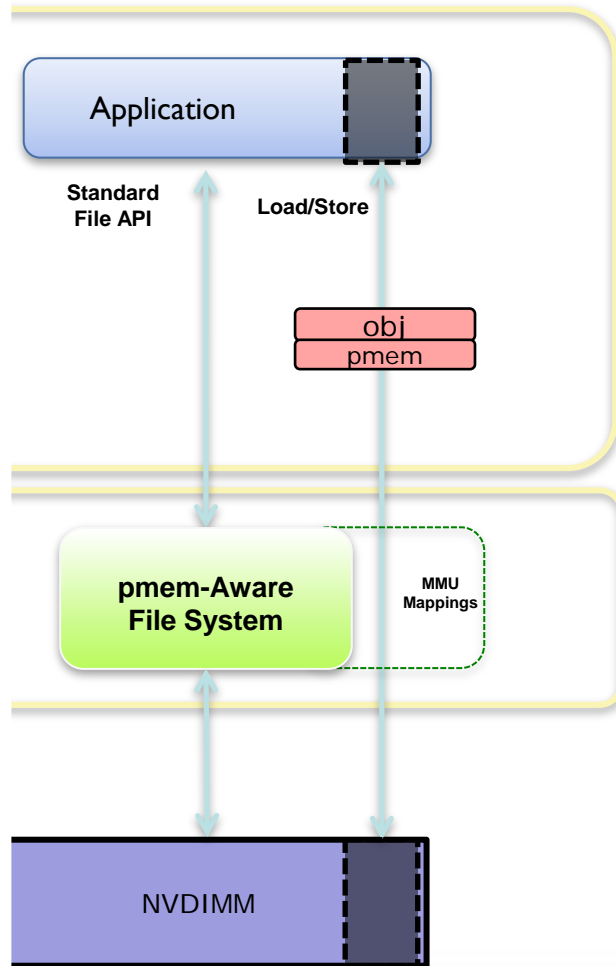 Application
Standard
File API
Load/Store
obj
pmem
pmem-Aware
File System
MMU
Mappings
NVDIMM